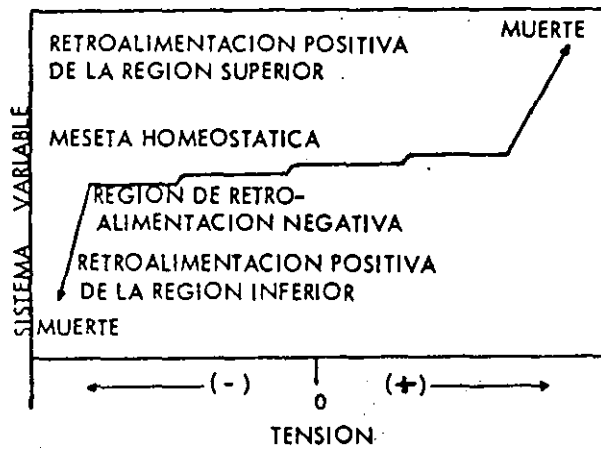 RETROALIMENTACION POSITIVA
DE LA REGION SUPERIOR
MUERTE
MESETA HOMEOSTATICA
REGION DE RETRO-
ALIMENTACION NEGATIVA
RETROALIMENTACION POSITIVA
DE LA REGION INFERIOR
MUERTE
SISTEMA VARIABLE
(-)
0
(+)
TENSION